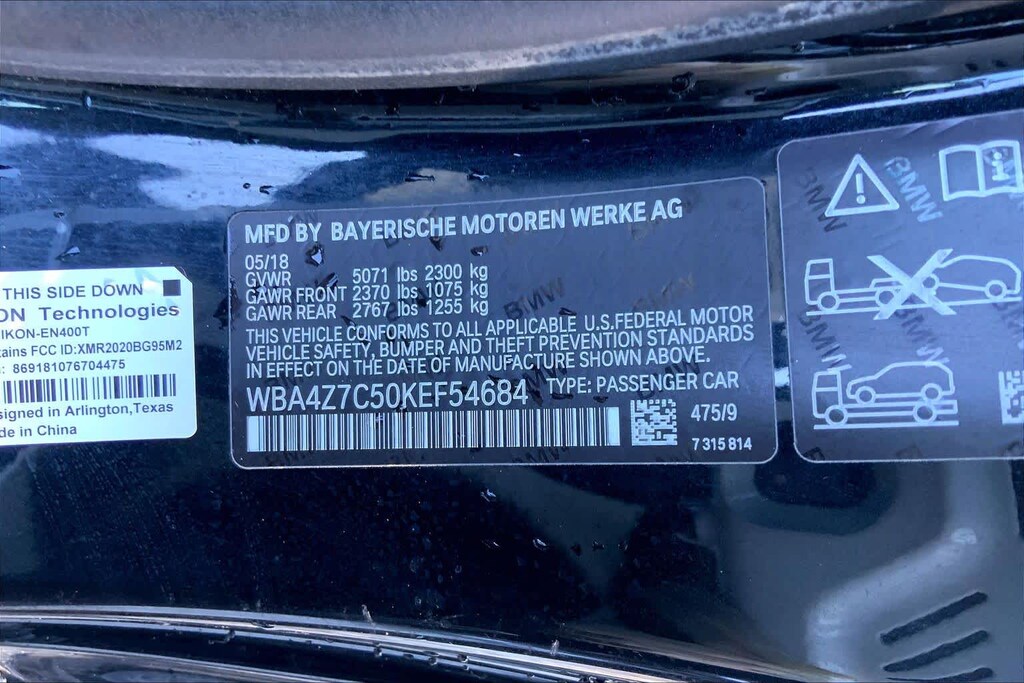 THIS SIDE DOWN
ON Technologies
IKON-EN400T
tains FCC ID:XMR2020BG95M2
869181076704475
signed in Arlington,Texas
de in China
MFD BY BAYERISCHE MOTOREN WERKE AG
05/18
GVWR 5071 lbs 2300 kg
GAWR FRONT 2370 lbs 1075 kg
GAWR REAR 2767 lbs 1255 kg
THIS VEHICLE CONFORMS TO ALL APPLICABLE U.S.FEDERAL MOTOR
VEHICLE SAFETY, BUMPER AND THEFT PREVENTION STANDARDS
IN EFFECT ON THE DATE OF MANUFACTURE SHOWN ABOVE.
WBA4Z7C50KEF54684 TYPE: PASSENGER CAR
475/9
7 315 814
BMW
BMW